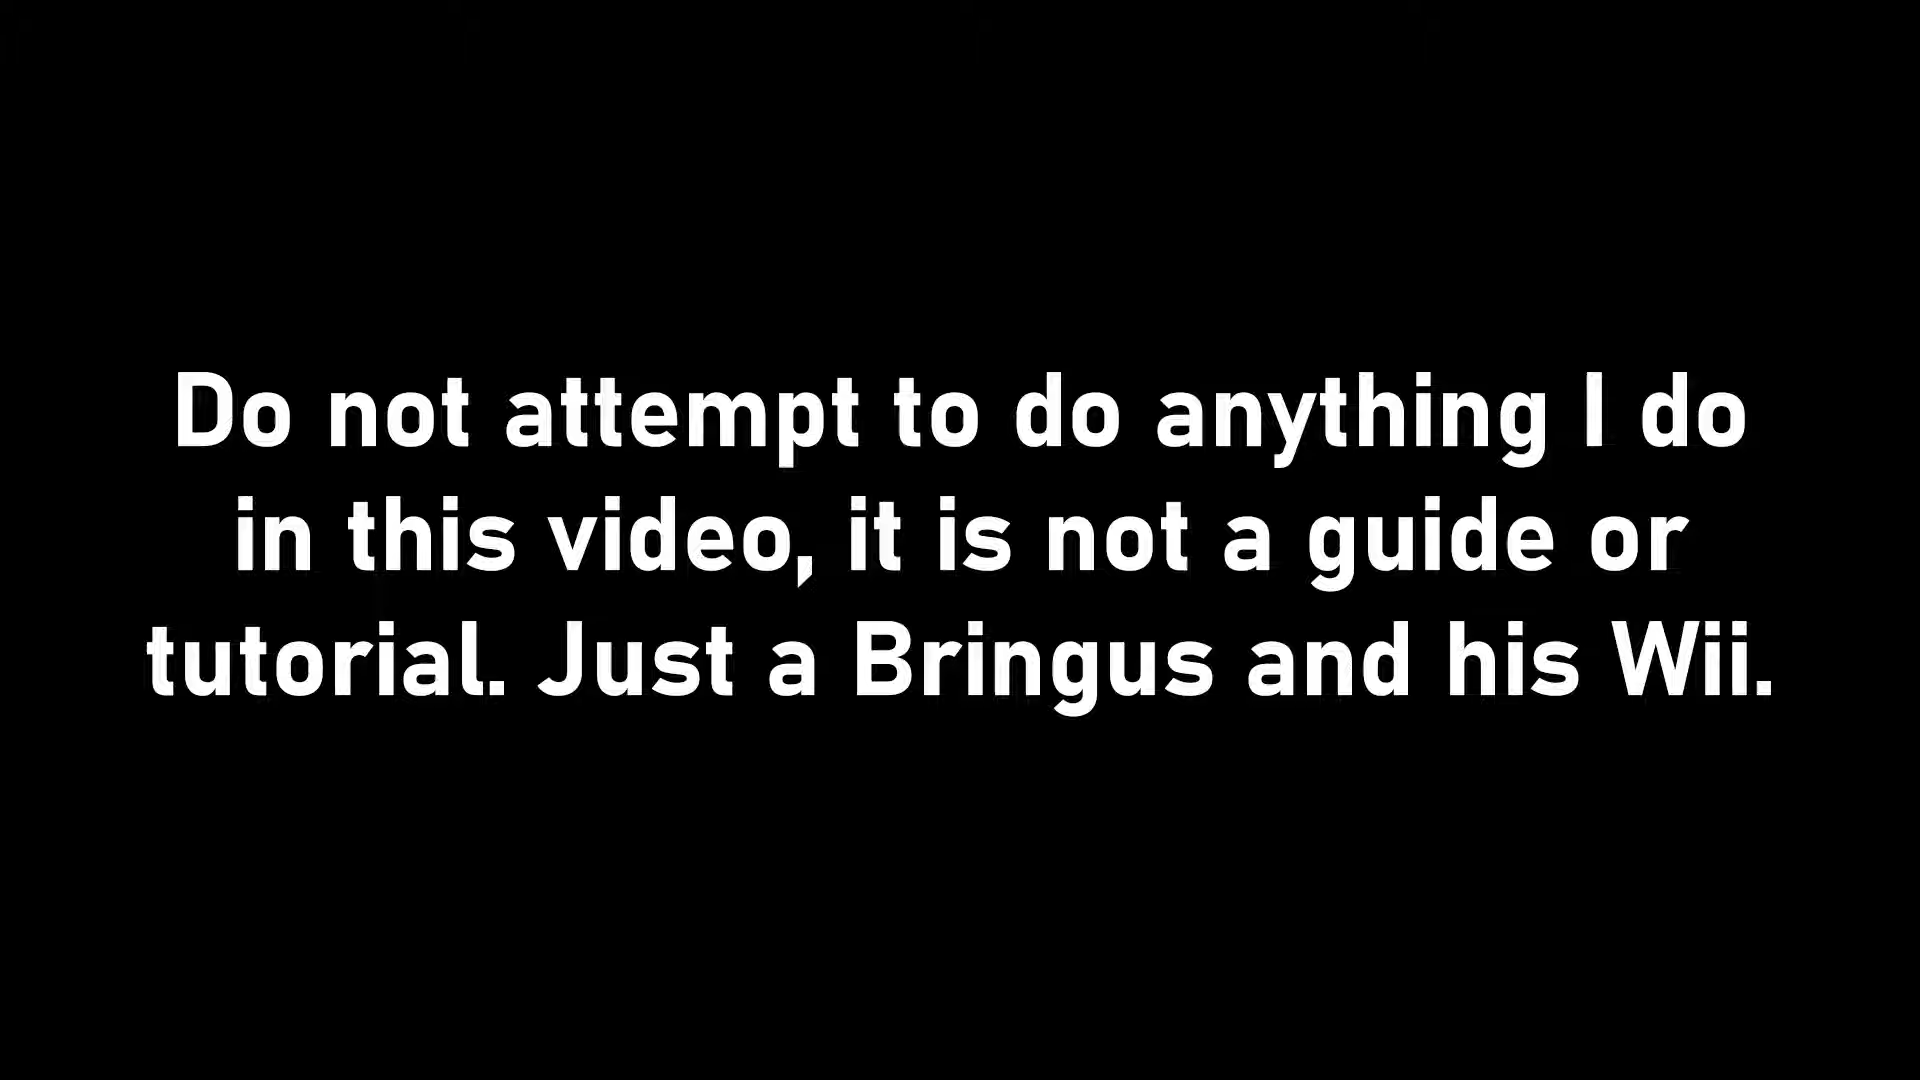 Do not attempt to do anything I do
in this video, it is not a guide or
tutorial. Just a Bringus and his Wii.